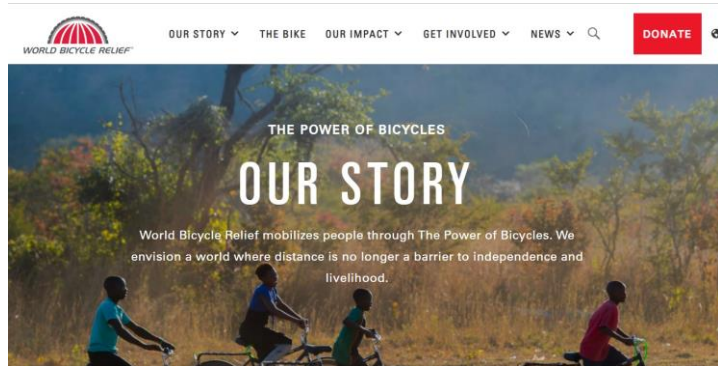 WORLD BICYCLE RELIEF
OUR STORY
THE BIKE
OUR IMPACT
GET INVOLVED
NEWS
DONATE
THE POWER OF BICYCLES
OUR STORY
World Bicycle Relief mobilizes people through The Power of Bicycles. We
envision a world where distance is no longer a barrier to independence and
livelihood.